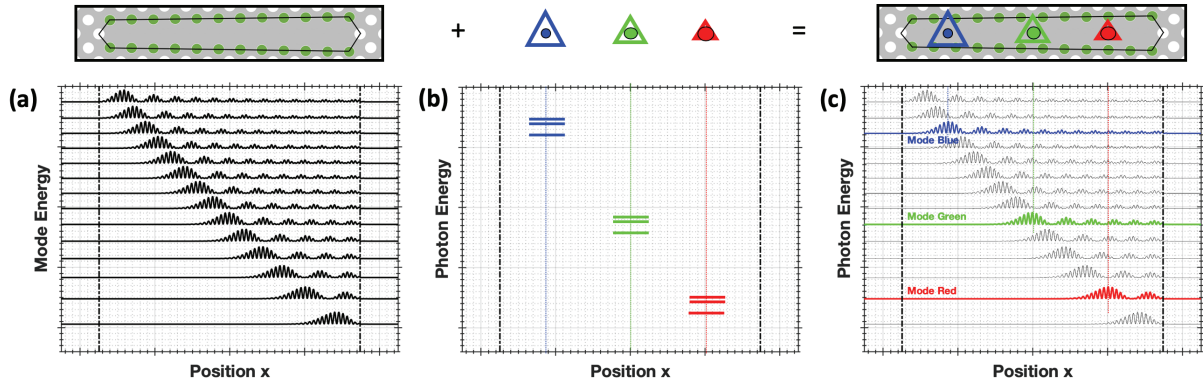 +
=
(a)
Mode Energy
Position x
(b)
Photon Energy
Position x
(c)
Photon Energy
Mode Blue
Mode Green
Mode Red
Position x